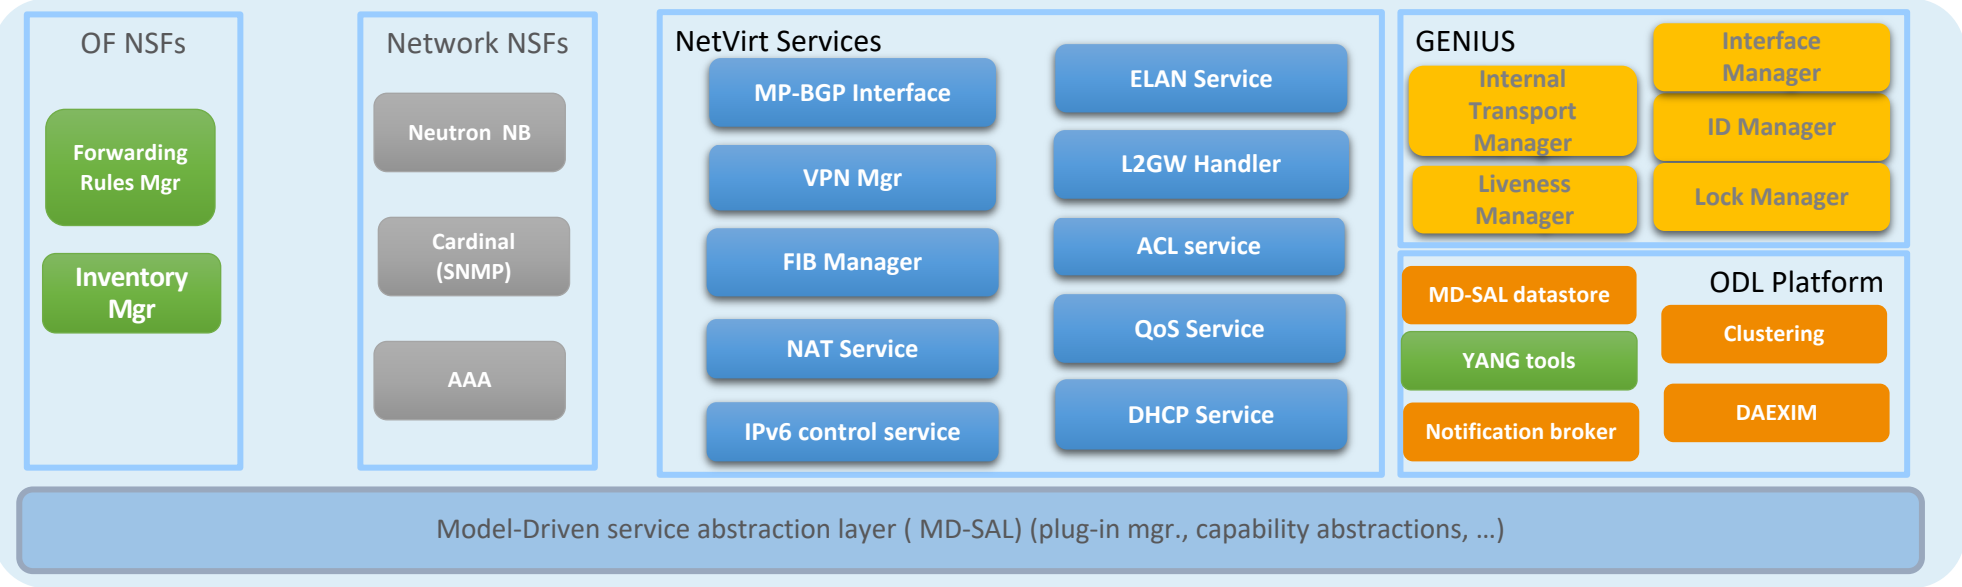 OF NSFs
Forwarding
Rules Mgr
Inventory
Mgr
Network NSFs
Neutron NB
Cardinal
(SNMP)
AAA
NetVirt Services
MP-BGP Interface
VPN Mgr
FIB Manager
NAT Service
IPv6 control service
ELAN Service
L2GW Handler
ACL service
QoS Service
DHCP Service
GENIUS
Internal
Transport
Manager
Liveness
Manager
Interface
Manager
ID Manager
Lock Manager
ODL Platform
MD-SAL datastore
YANG tools
Notification broker
Clustering
DAEXIM
Model-Driven service abstraction layer ( MD-SAL) (plug-in mgr., capability abstractions, …)